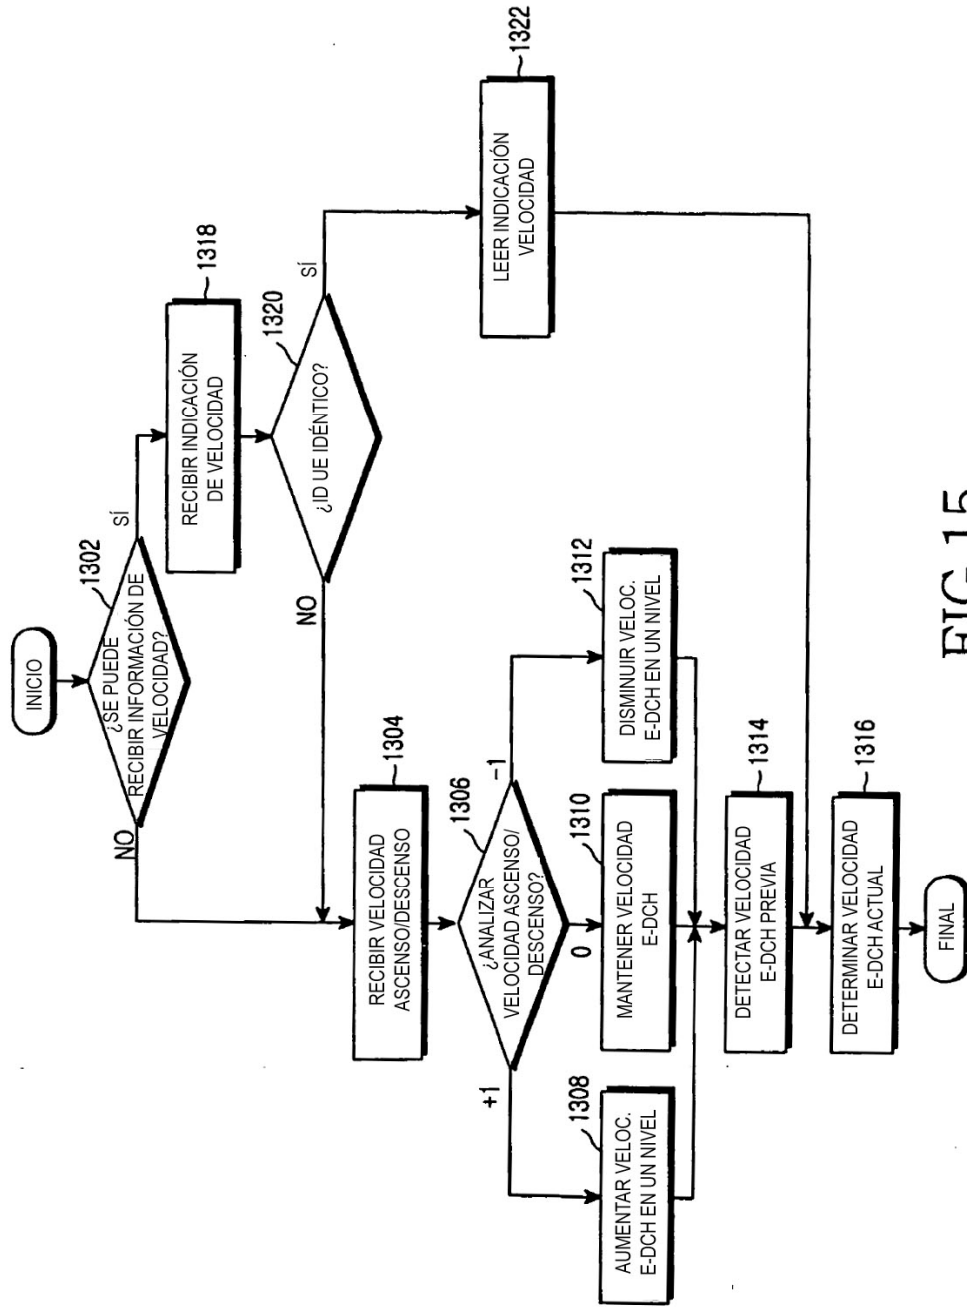 INICIO
1302
¿SE PUEDE
RECIBIR INFORMACIÓN DE
VELOCIDAD?
NO
SÍ
1318
RECIBIR INDICACIÓN
DE VELOCIDAD
1320
¿ID UE IDÉNTICO?
NO
SÍ
1322
LEER INDICACIÓN
VELOCIDAD
1304
RECIBIR VELOCIDAD
ASCENSO/DESCENSO
1306
¿ANALIZAR
VELOCIDAD ASCENSO/
DESCENSO?
+1
0
-1
1308
AUMENTAR VELOC.
E-DCH EN UN NIVEL
1310
MANTENER VELOCIDAD
E-DCH
1312
DISMINUIR VELOC.
E-DCH EN UN NIVEL
1314
DETECTAR VELOCIDAD
E-DCH PREVIA
1316
DETERMINAR VELOCIDAD
E-DCH ACTUAL
FINAL
FIG.15